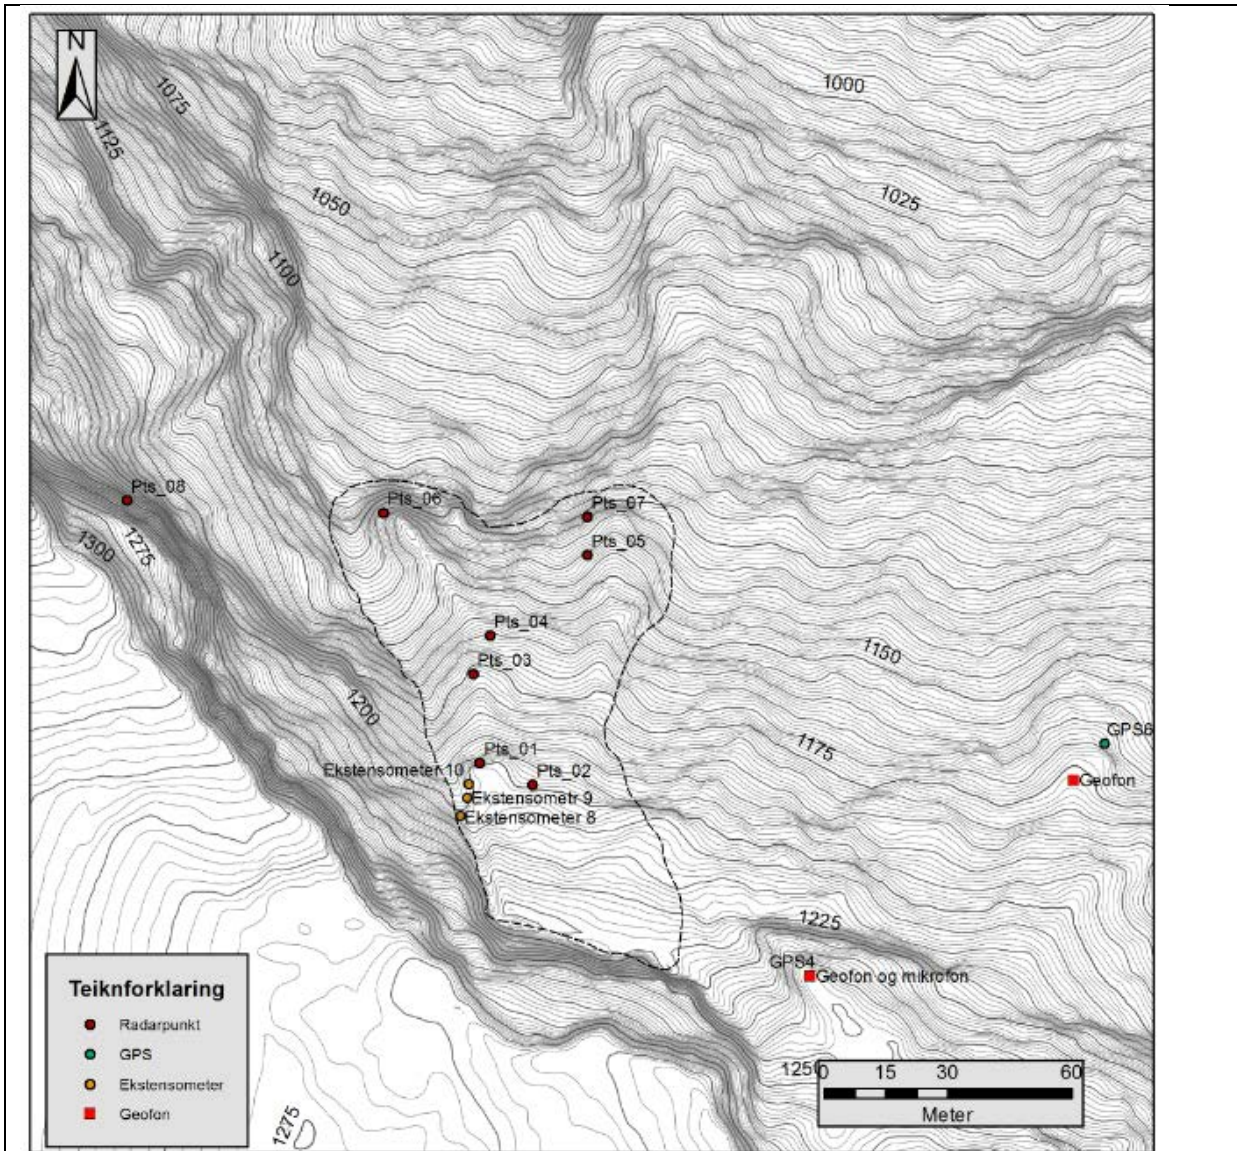 N
1000
1075
1125
1025
1050
1100
Pts_08
Pts_06
Pts_07
1275
1300
Pts_05
Pts_04
1150
Pts_03
1200
GPS6
1175
Pts_01
Ekstensometer 10
Pts_02
Geofon
Ekstensometr 9
Ekstensometer 8
1225
GPS4
Geofon og mikrofon
Teiknforklaring
Radarpunkt
GPS
Ekstensometer
Geofon
1250
0 15 30 60
Meter
1275